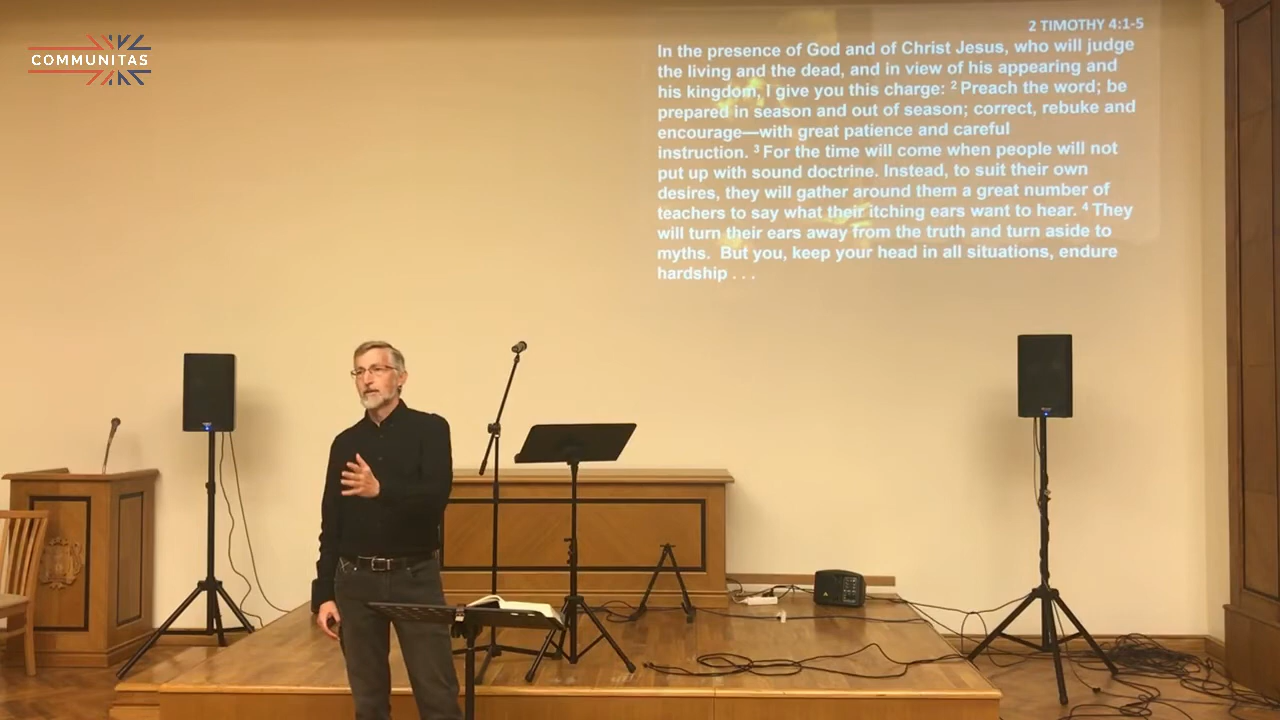 COMMUNITAS
2 TIMOTHY 4:1-5
In the presence of God and of Christ Jesus, who will judge
the living and the dead, and in view of his appearing and
his kingdom, I give you this charge: ² Preach the word; be
prepared in season and out of season; correct, rebuke and
encourage—with great patience and careful
instruction. ³ For the time will come when people will not
put up with sound doctrine. Instead, to suit their own
desires, they will gather around them a great number of
teachers to say what their itching ears want to hear. ⁴ They
will turn their ears away from the truth and turn aside to
myths.  But you, keep your head in all situations, endure
hardship . . .